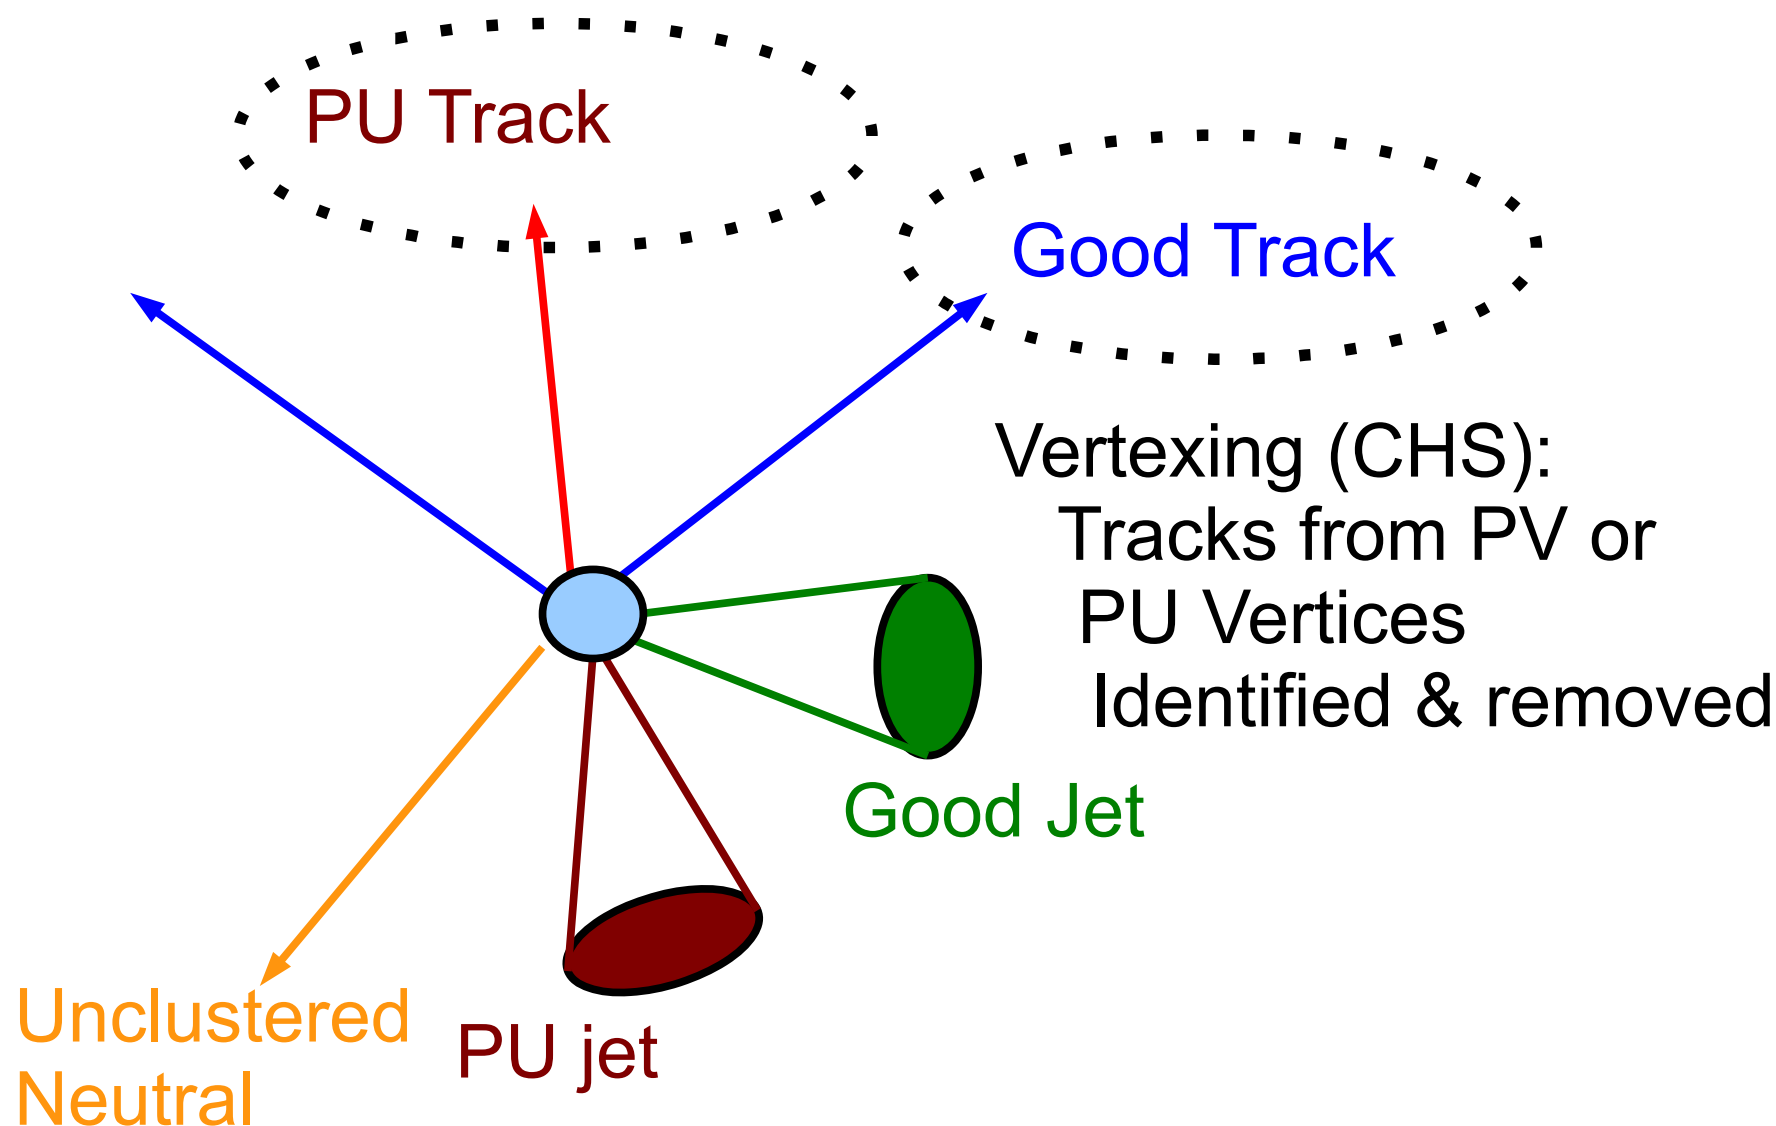 PU Track
Good Track
Vertexing (CHS):
Tracks from PV or
PU Vertices
Identified & removed
Good Jet
Unclustered
Neutral
PU jet